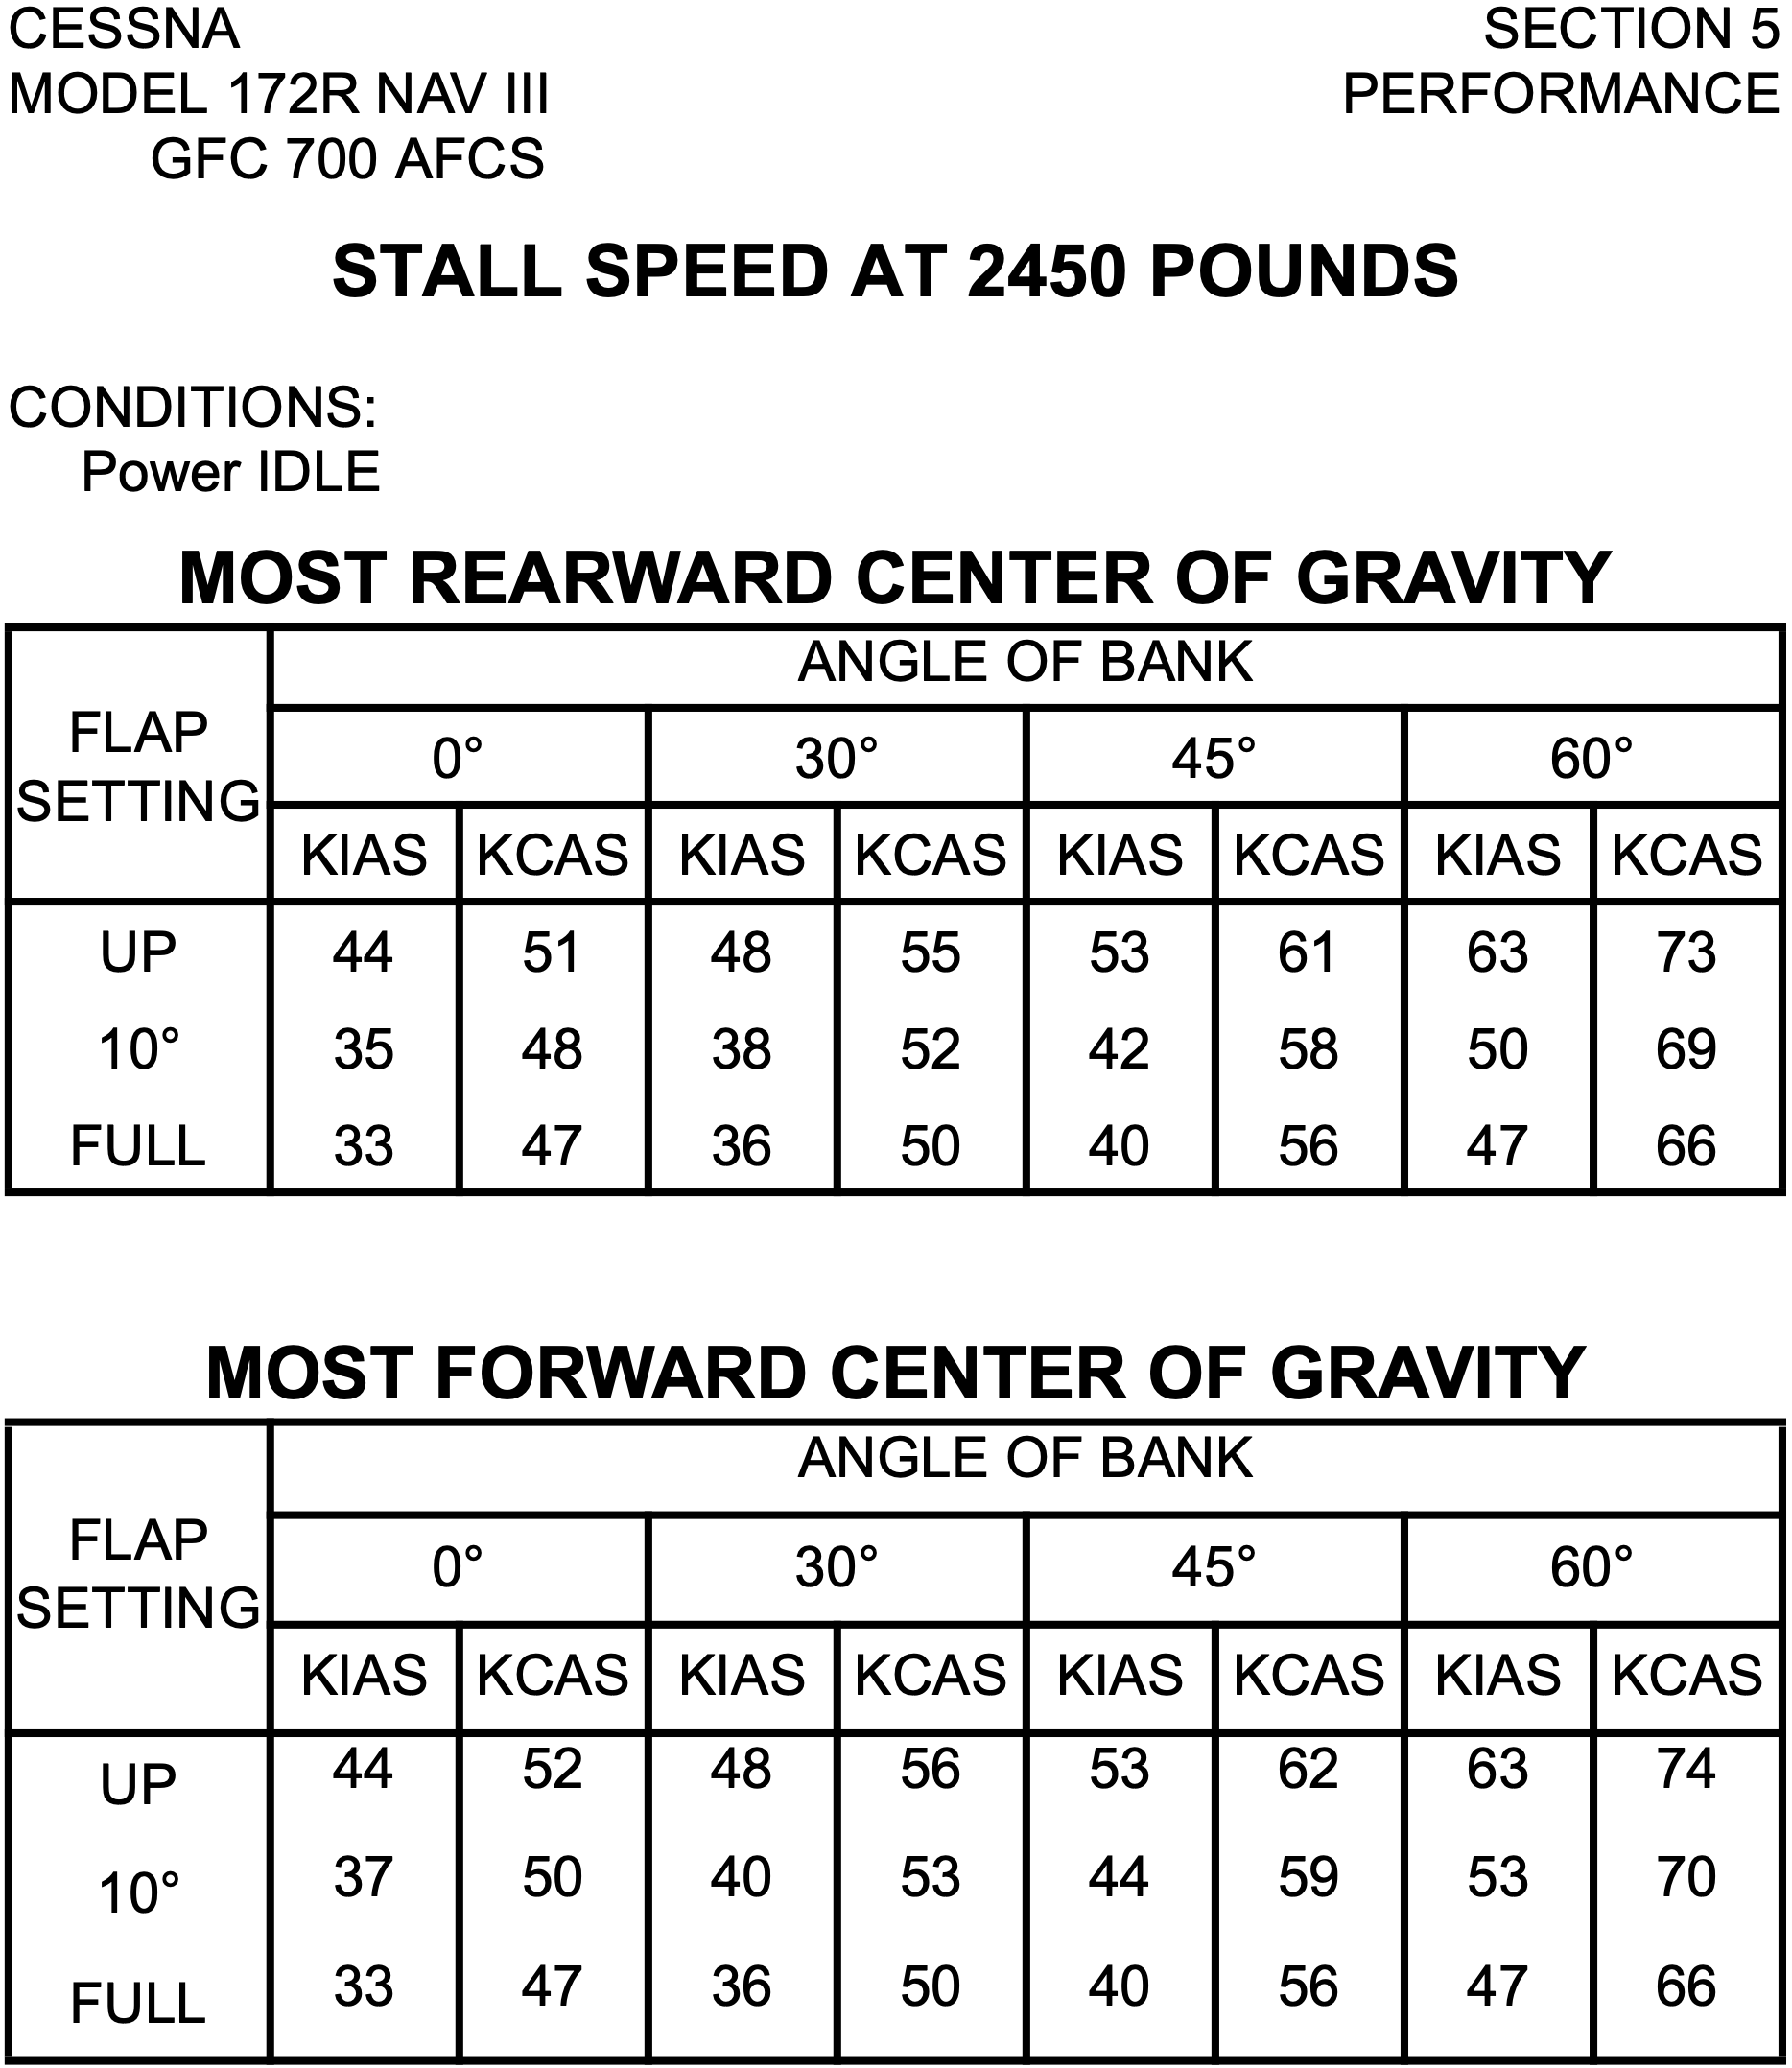 CESSNA SECTION 5
MODEL 172R NAV III PERFORMANCE
GFC 700 AFCS
STALL SPEED AT 2450 POUNDS
CONDITIONS:
Power IDLE
MOST REARWARD CENTER OF GRAVITY
FLAP SETTING
ANGLE OF BANK
0° 30° 45° 60°
KIAS KCAS KIAS KCAS KIAS KCAS KIAS KCAS
UP 44 51 48 55 53 61 63 73
10° 35 48 38 52 42 58 50 69
FULL 33 47 36 50 40 56 47 66
MOST FORWARD CENTER OF GRAVITY
FLAP SETTING
ANGLE OF BANK
0° 30° 45° 60°
KIAS KCAS KIAS KCAS KIAS KCAS KIAS KCAS
UP 44 52 48 56 53 62 63 74
10° 37 50 40 53 44 59 53 70
FULL 33 47 36 50 40 56 47 66